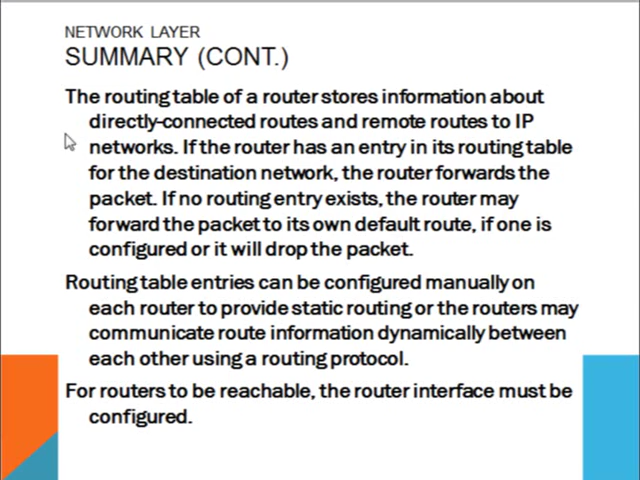 NETWORK LAYER
SUMMARY (CONT.)
The routing table of a router stores information about
directly-connected routes and remote routes to IP
networks. If the router has an entry in its routing table
for the destination network, the router forwards the
packet. If no routing entry exists, the router may
forward the packet to its own default route, if one is
configured or it will drop the packet.
Routing table entries can be configured manually on
each router to provide static routing or the routers may
communicate route information dynamically between
each other using a routing protocol.
For routers to be reachable, the router interface must be
configured.